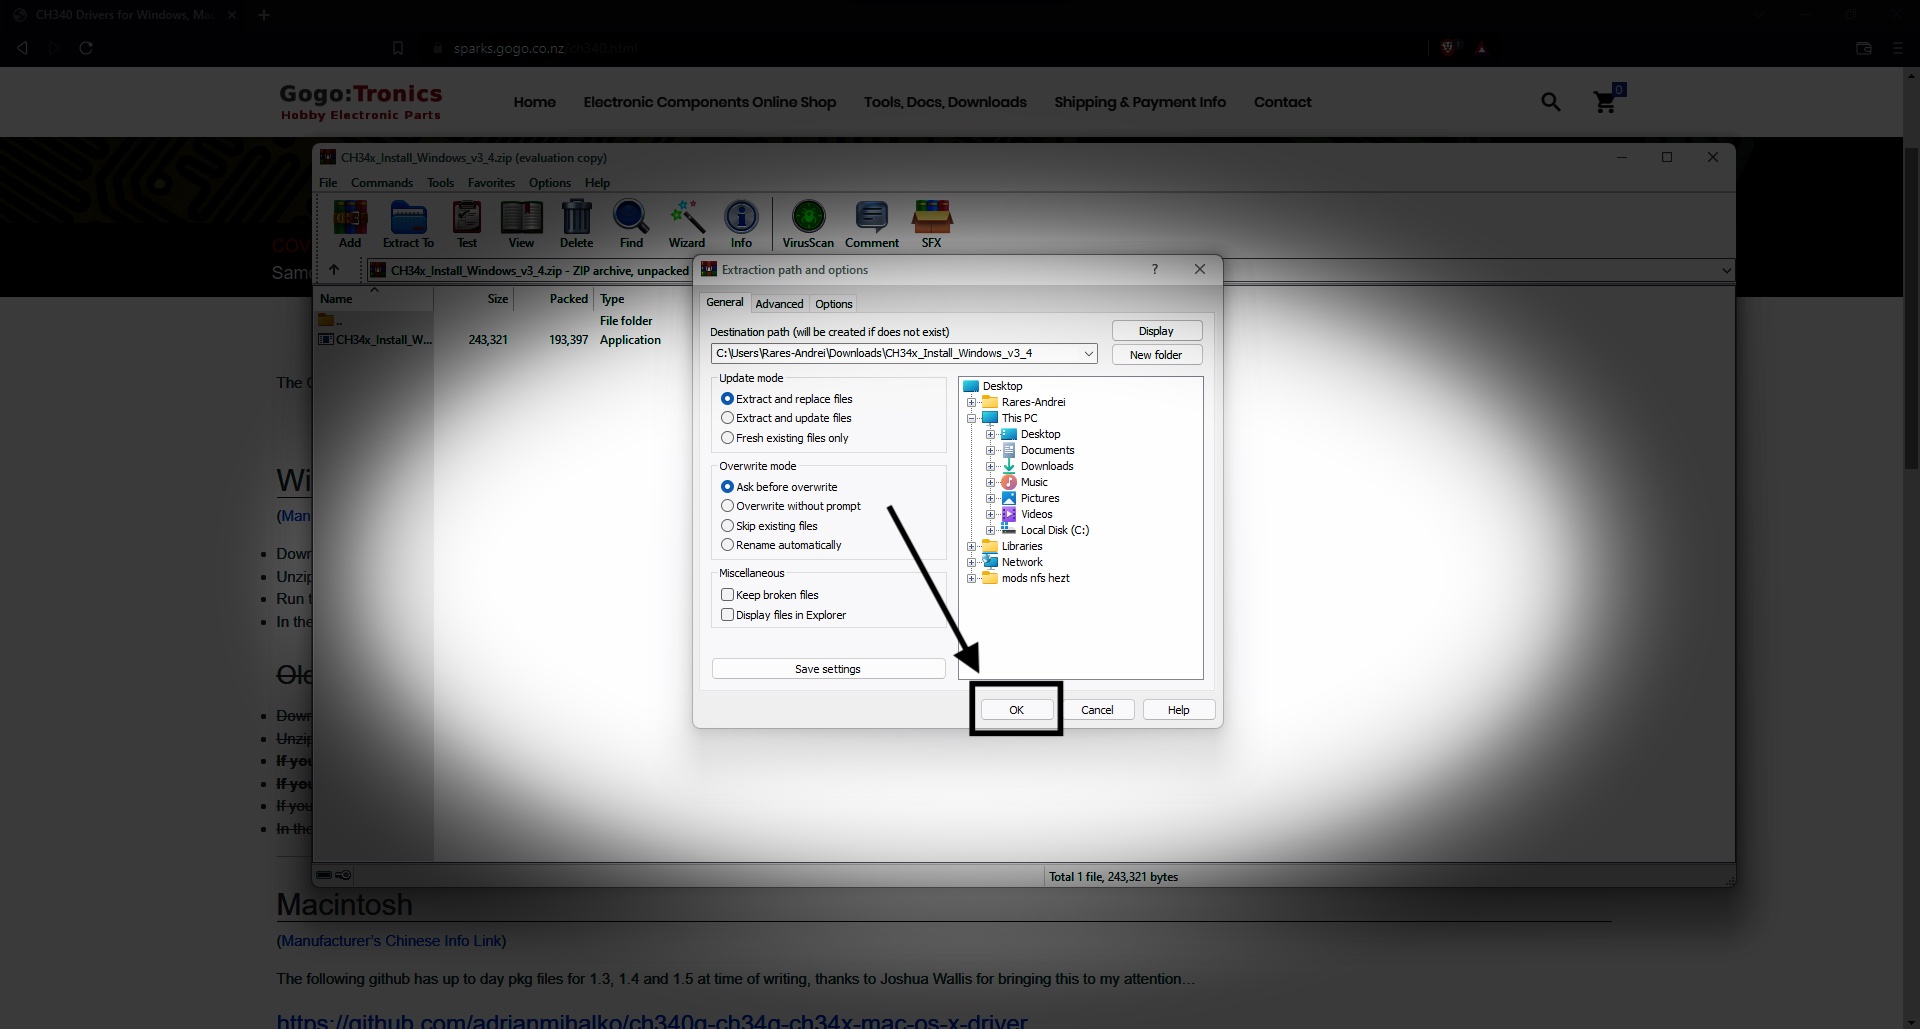 CH340 Drivers for Windows, Ma
sparks.gogo.co.nz/ch340.html
Gogo:Tronics
Hobby Electronic Parts
Home
Electronic Components Online Shop
Tools, Docs, Downloads
Shipping & Payment Info
Contact
0
CH34x_Install_Windows_v3_4.zip (evaluation copy)
File Commands Tools Favorites Options Help
Add
Extract To
Test
View
Delete
Find
Wizard
Info
VirusScan
Comment
SFX
COV
Samo
CH34x_Install_Windows_v3_4.zip - ZIP archive, unpacked
Name Size Packed Type
.. File folder
CH34x_Install_W... 243,321 193,397 Application
Extraction path and options
?
General Advanced Options
Destination path (will be created if does not exist)
Display
C:\Users\Rares-Andrei\Downloads\CH34x_Install_Windows_v3_4
New folder
Update mode
Extract and replace files
Extract and update files
Fresh existing files only
Overwrite mode
Ask before overwrite
Overwrite without prompt
Skip existing files
Rename automatically
Miscellaneous
Keep broken files
Display files in Explorer
Save settings
Desktop
Rares-Andrei
This PC
Desktop
Documents
Downloads
Music
Pictures
Videos
Local Disk (C:)
Libraries
Network
mods nfs hezt
OK
Cancel
Help
The
Wi
(Man
Down
Unzip
Run t
In the
Old
Down
Unzip
If you
If you
If you
In the
Total 1 file, 243,321 bytes
Macintosh
(Manufacturer's Chinese Info Link)
The following github has up to day pkg files for 1.3, 1.4 and 1.5 at time of writing, thanks to Joshua Wallis for bringing this to my attention...
https://github.com/adrianmihalko/ch340g-ch34g-ch34x-mac-os-x-driver